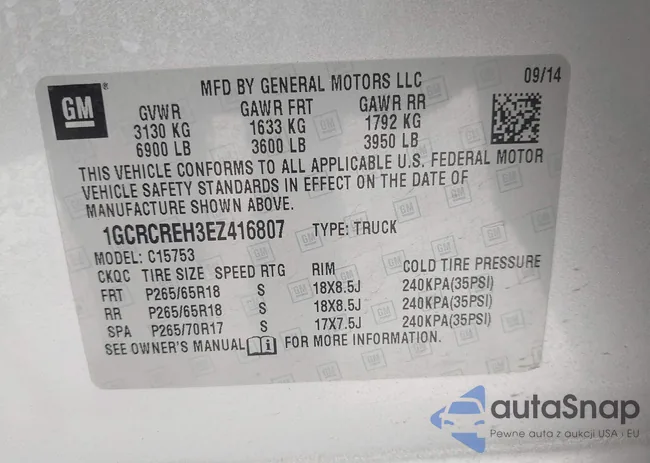 GM
MFD BY GENERAL MOTORS LLC 09/14
GVWR GAWR FRT GAWR RR
3130 KG 1633 KG 1792 KG
6900 LB 3600 LB 3950 LB
THIS VEHICLE CONFORMS TO ALL APPLICABLE U.S. FEDERAL MOTOR
VEHICLE SAFETY STANDARDS IN EFFECT ON THE DATE OF
MANUFACTURE SHOWN ABOVE.
1GCRCREH3EZ416807 TYPE: TRUCK
MODEL: C15753
CKQC TIRE SIZE SPEED RTG RIM COLD TIRE PRESSURE
FRT P265/65R18 S 18X8.5J 240KPA(35PSI)
RR P265/65R18 S 18X8.5J 240KPA(35PSI)
SPA P265/70R17 S 17X7.5J 240KPA(35PSI)
SEE OWNER'S MANUAL FOR MORE INFORMATION.
autaSnap
Pewne auta z aukcji USA i EU